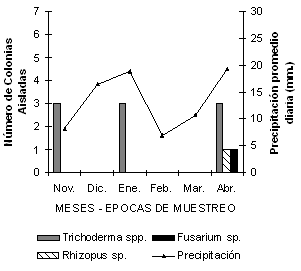 Número de Colonias
Aisladas
7
6
5
4
3
2
1
0
30
25
20
15
10
5
0
Precipitación promedio
diaria (mm)
Nov. Dic. Ene. Feb. Mar. Abr.
MESES - EPOCAS DE MUESTREO
Trichoderma spp. Fusarium sp.
Rhizopus sp. Precipitación